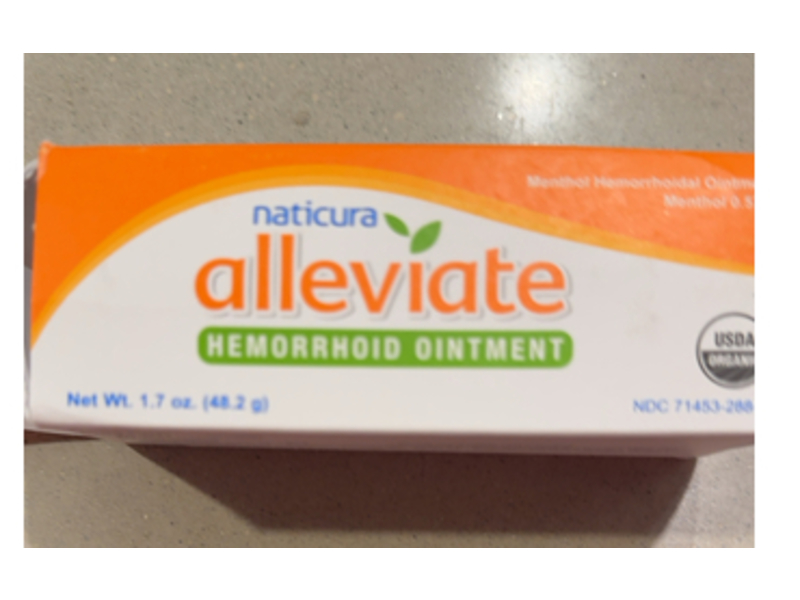 Menthol Hemorrhoidal Ointme
Menthol 0.5
naticura
alleviate
HEMORRHOID OINTMENT
USDA
ORGANIC
Net Wt. 1.7 oz. (48.2 g)
NDC 71453-288